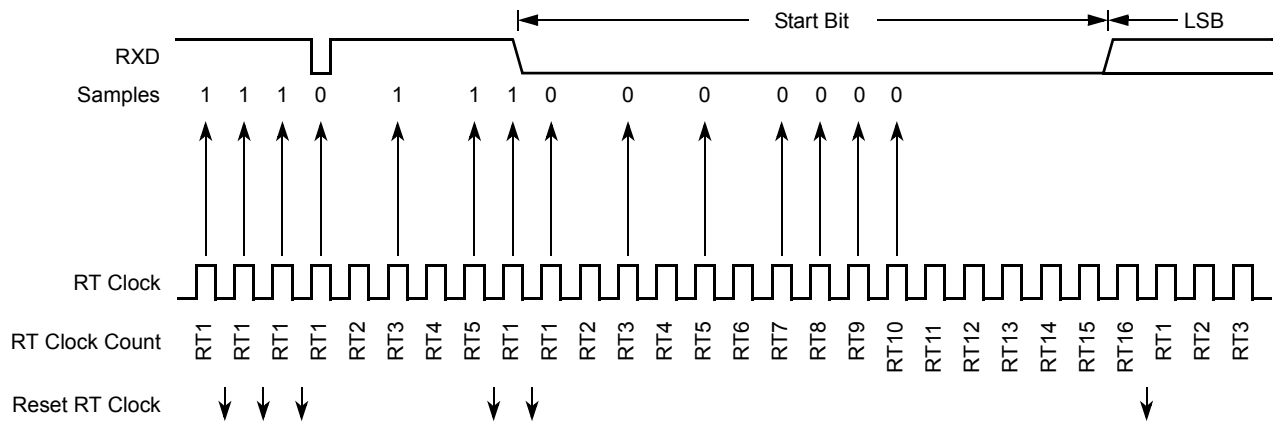 Start Bit LSB
RXD
Samples 1 1 1 0 1 1 1 0 0 0 0 0 0 0
RT Clock
RT Clock Count RT1 RT1 RT1 RT1 RT2 RT3 RT4 RT5 RT1 RT1 RT2 RT3 RT4 RT5 RT6 RT7 RT8 RT9 RT10 RT11 RT12 RT13 RT14 RT15 RT16 RT1 RT2 RT3
Reset RT Clock